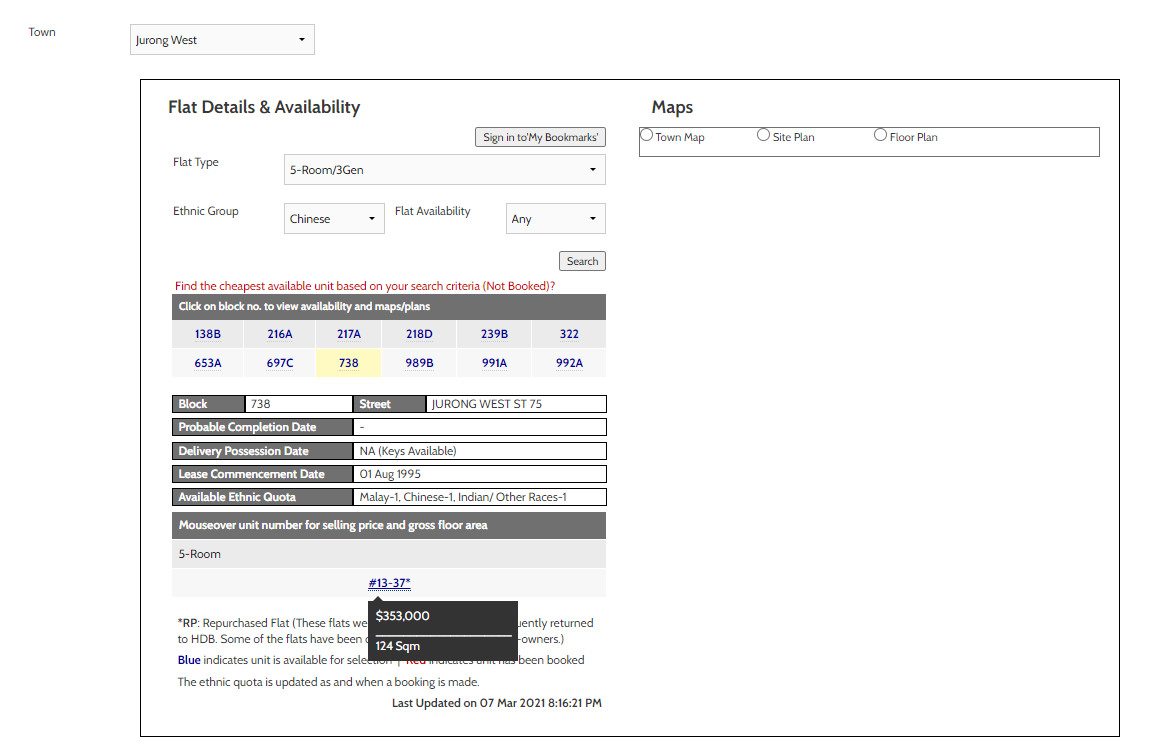 Town
Jurong West
Flat Details & Availability
Maps
Sign in to'My Bookmarks'
Town Map
Site Plan
Floor Plan
Flat Type
5-Room/3Gen
Ethnic Group
Chinese
Flat Availability
Any
Search
Find the cheapest available unit based on your search criteria (Not Booked)?
Click on block no. to view availability and maps/plans
138B 216A 217A 218D 239B 322
653A 697C 738 989B 991A 992A
Block 738 Street JURONG WEST ST 75
Probable Completion Date -
Delivery Possession Date NA (Keys Available)
Lease Commencement Date 01 Aug 1995
Available Ethnic Quota Malay-1, Chinese-1, Indian/ Other Races-1
Mouseover unit number for selling price and gross floor area
5-Room
#13-37*
$353,000
124 Sqm
*RP: Repurchased Flat (These flats we uently returned
to HDB. Some of the flats have been -owners.)
Blue indicates unit is available for selection | Red indicates unit has been booked
The ethnic quota is updated as and when a booking is made.
Last Updated on 07 Mar 2021 8:16:21 PM